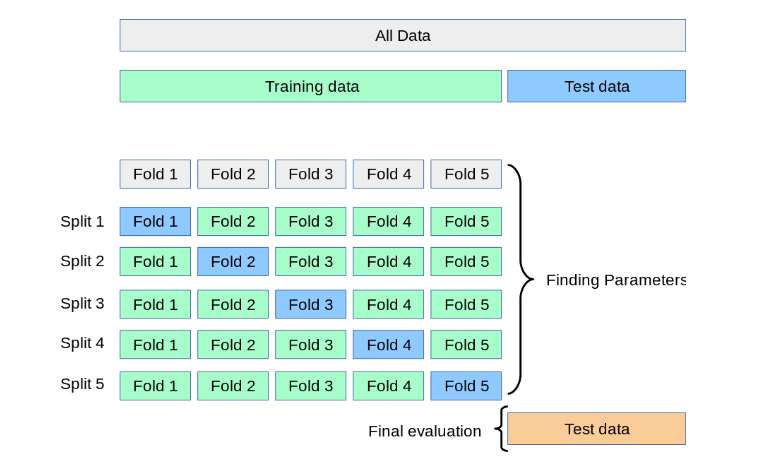 All Data
Training data Test data
Fold 1 Fold 2 Fold 3 Fold 4 Fold 5
Split 1 Fold 1 Fold 2 Fold 3 Fold 4 Fold 5
Split 2 Fold 1 Fold 2 Fold 3 Fold 4 Fold 5
Finding Parameters
Split 3 Fold 1 Fold 2 Fold 3 Fold 4 Fold 5
Split 4 Fold 1 Fold 2 Fold 3 Fold 4 Fold 5
Split 5 Fold 1 Fold 2 Fold 3 Fold 4 Fold 5
Final evaluation Test data